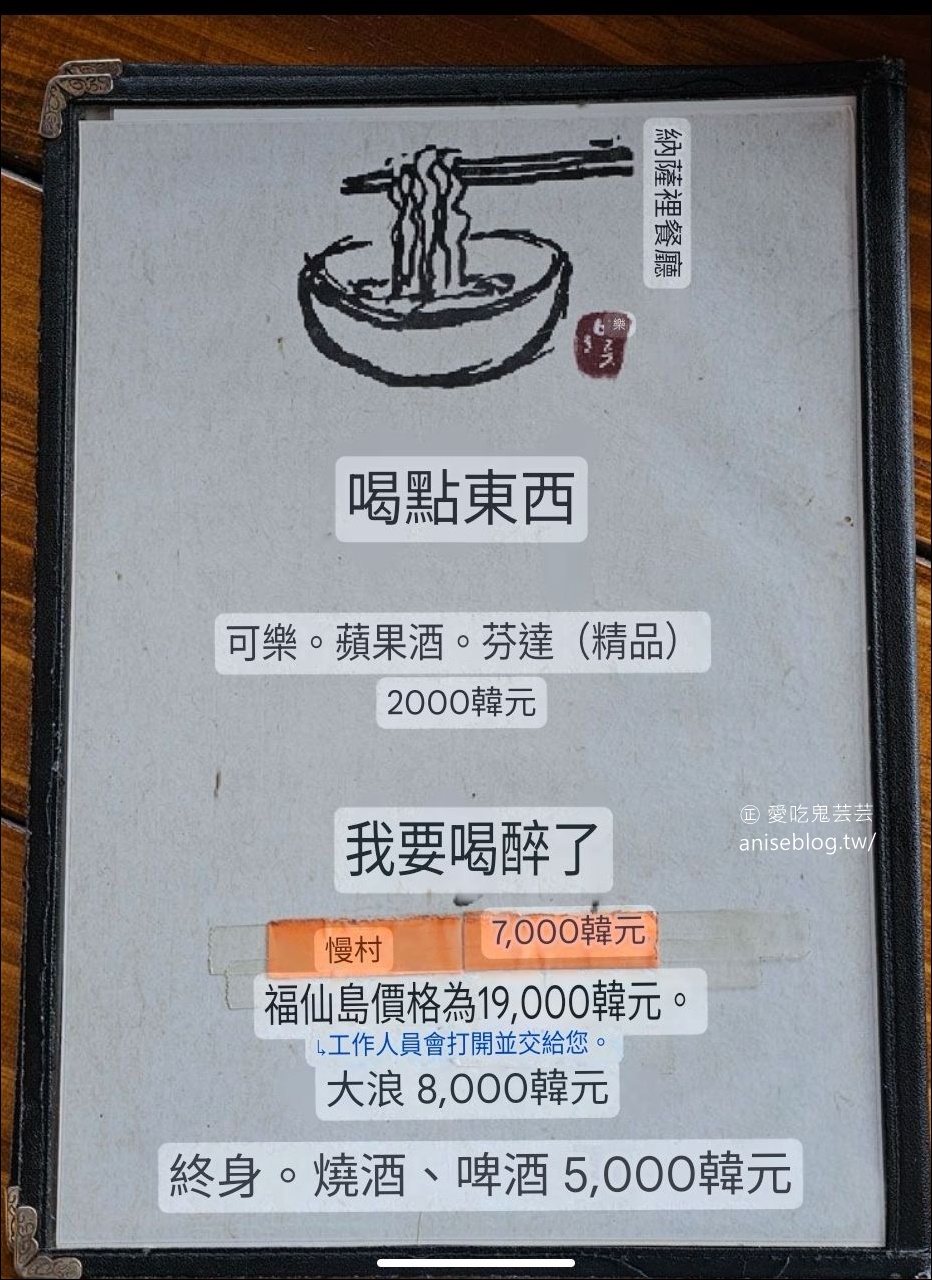 納薩裡餐廳
樂
喝點東西
可樂。蘋果酒。芬達（精品）
2000韓元
我要喝醉了
慢村 7,000韓元
福仙島價格為19,000韓元。
↳工作人員會打開並交給您。
大浪 8,000韓元
終身。燒酒、啤酒 5,000韓元
㊣ 愛吃鬼芸芸
aniseblog.tw/